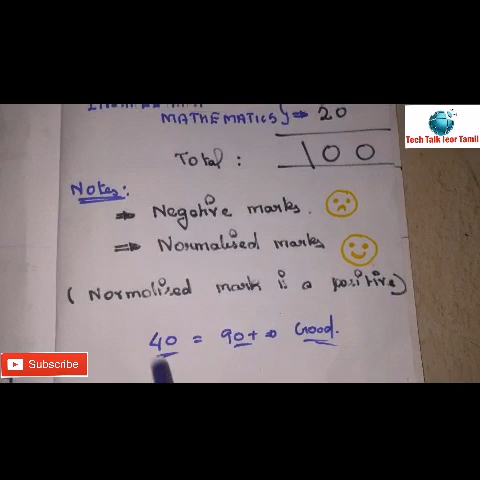 MATHEMATICS} ⇒ 20
Total : 100
Notes:
⇒ Negative marks.
⇒ Normalised marks
(Normalised mark is a positive)
40 = 90+ ⇒ Good.
Tech Talk Ieor Tamil
Subscribe